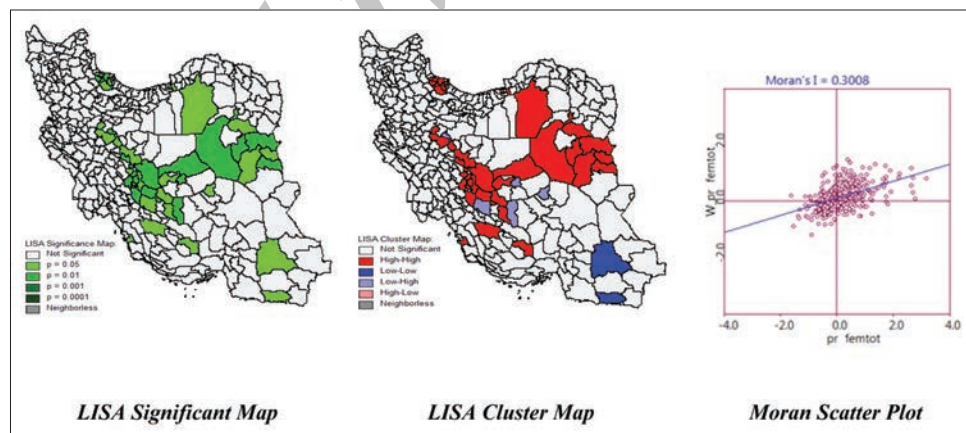 LISA Significance Map:
Not Significant
p = 0.05
p = 0.01
p = 0.001
p = 0.0001
Neighborless
LISA Significant Map
LISA Cluster Map:
Not Significant
High-High
Low-Low
Low-High
High-Low
Neighborless
LISA Cluster Map
Moran's I = 0.3008
W_pr_femtot
2.0
0.0
-2.0
-4.0 -2.0 0.0 2.0 4.0
pr_femtot
Moran Scatter Plot